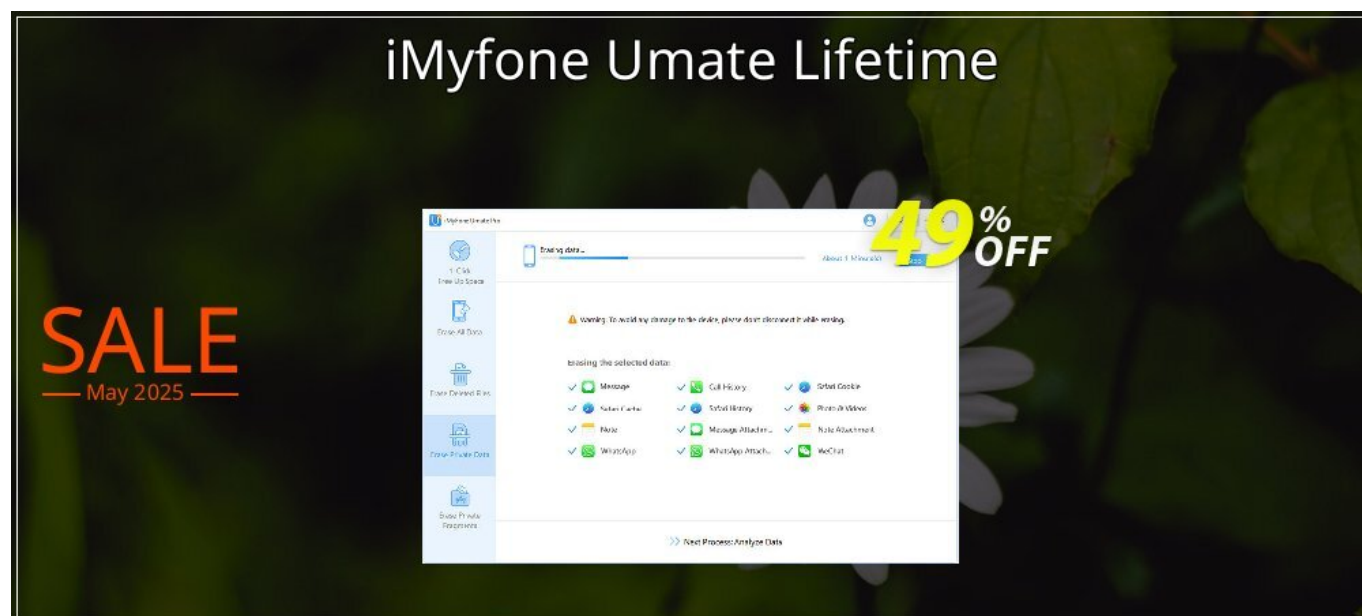 iMyfone Umate Lifetime
49% OFF
SALE
May 2025
iMyfone Umate Pro
1-Click
Free Up Space
Erase All Data
Erase Deleted Files
Erase Private Data
Erase Private
Fragments
Erasing data...
About 1 Minute(s)
Warning: To avoid any damage to the device, please don't disconnect it while erasing.
Erasing the selected data:
Message Call History Safari Cookie
Safari Cache Safari History Photo & Videos
Note Message Attachm... Note Attachment
WhatsApp WhatsApp Attach... WeChat
Next Process: Analyze Data